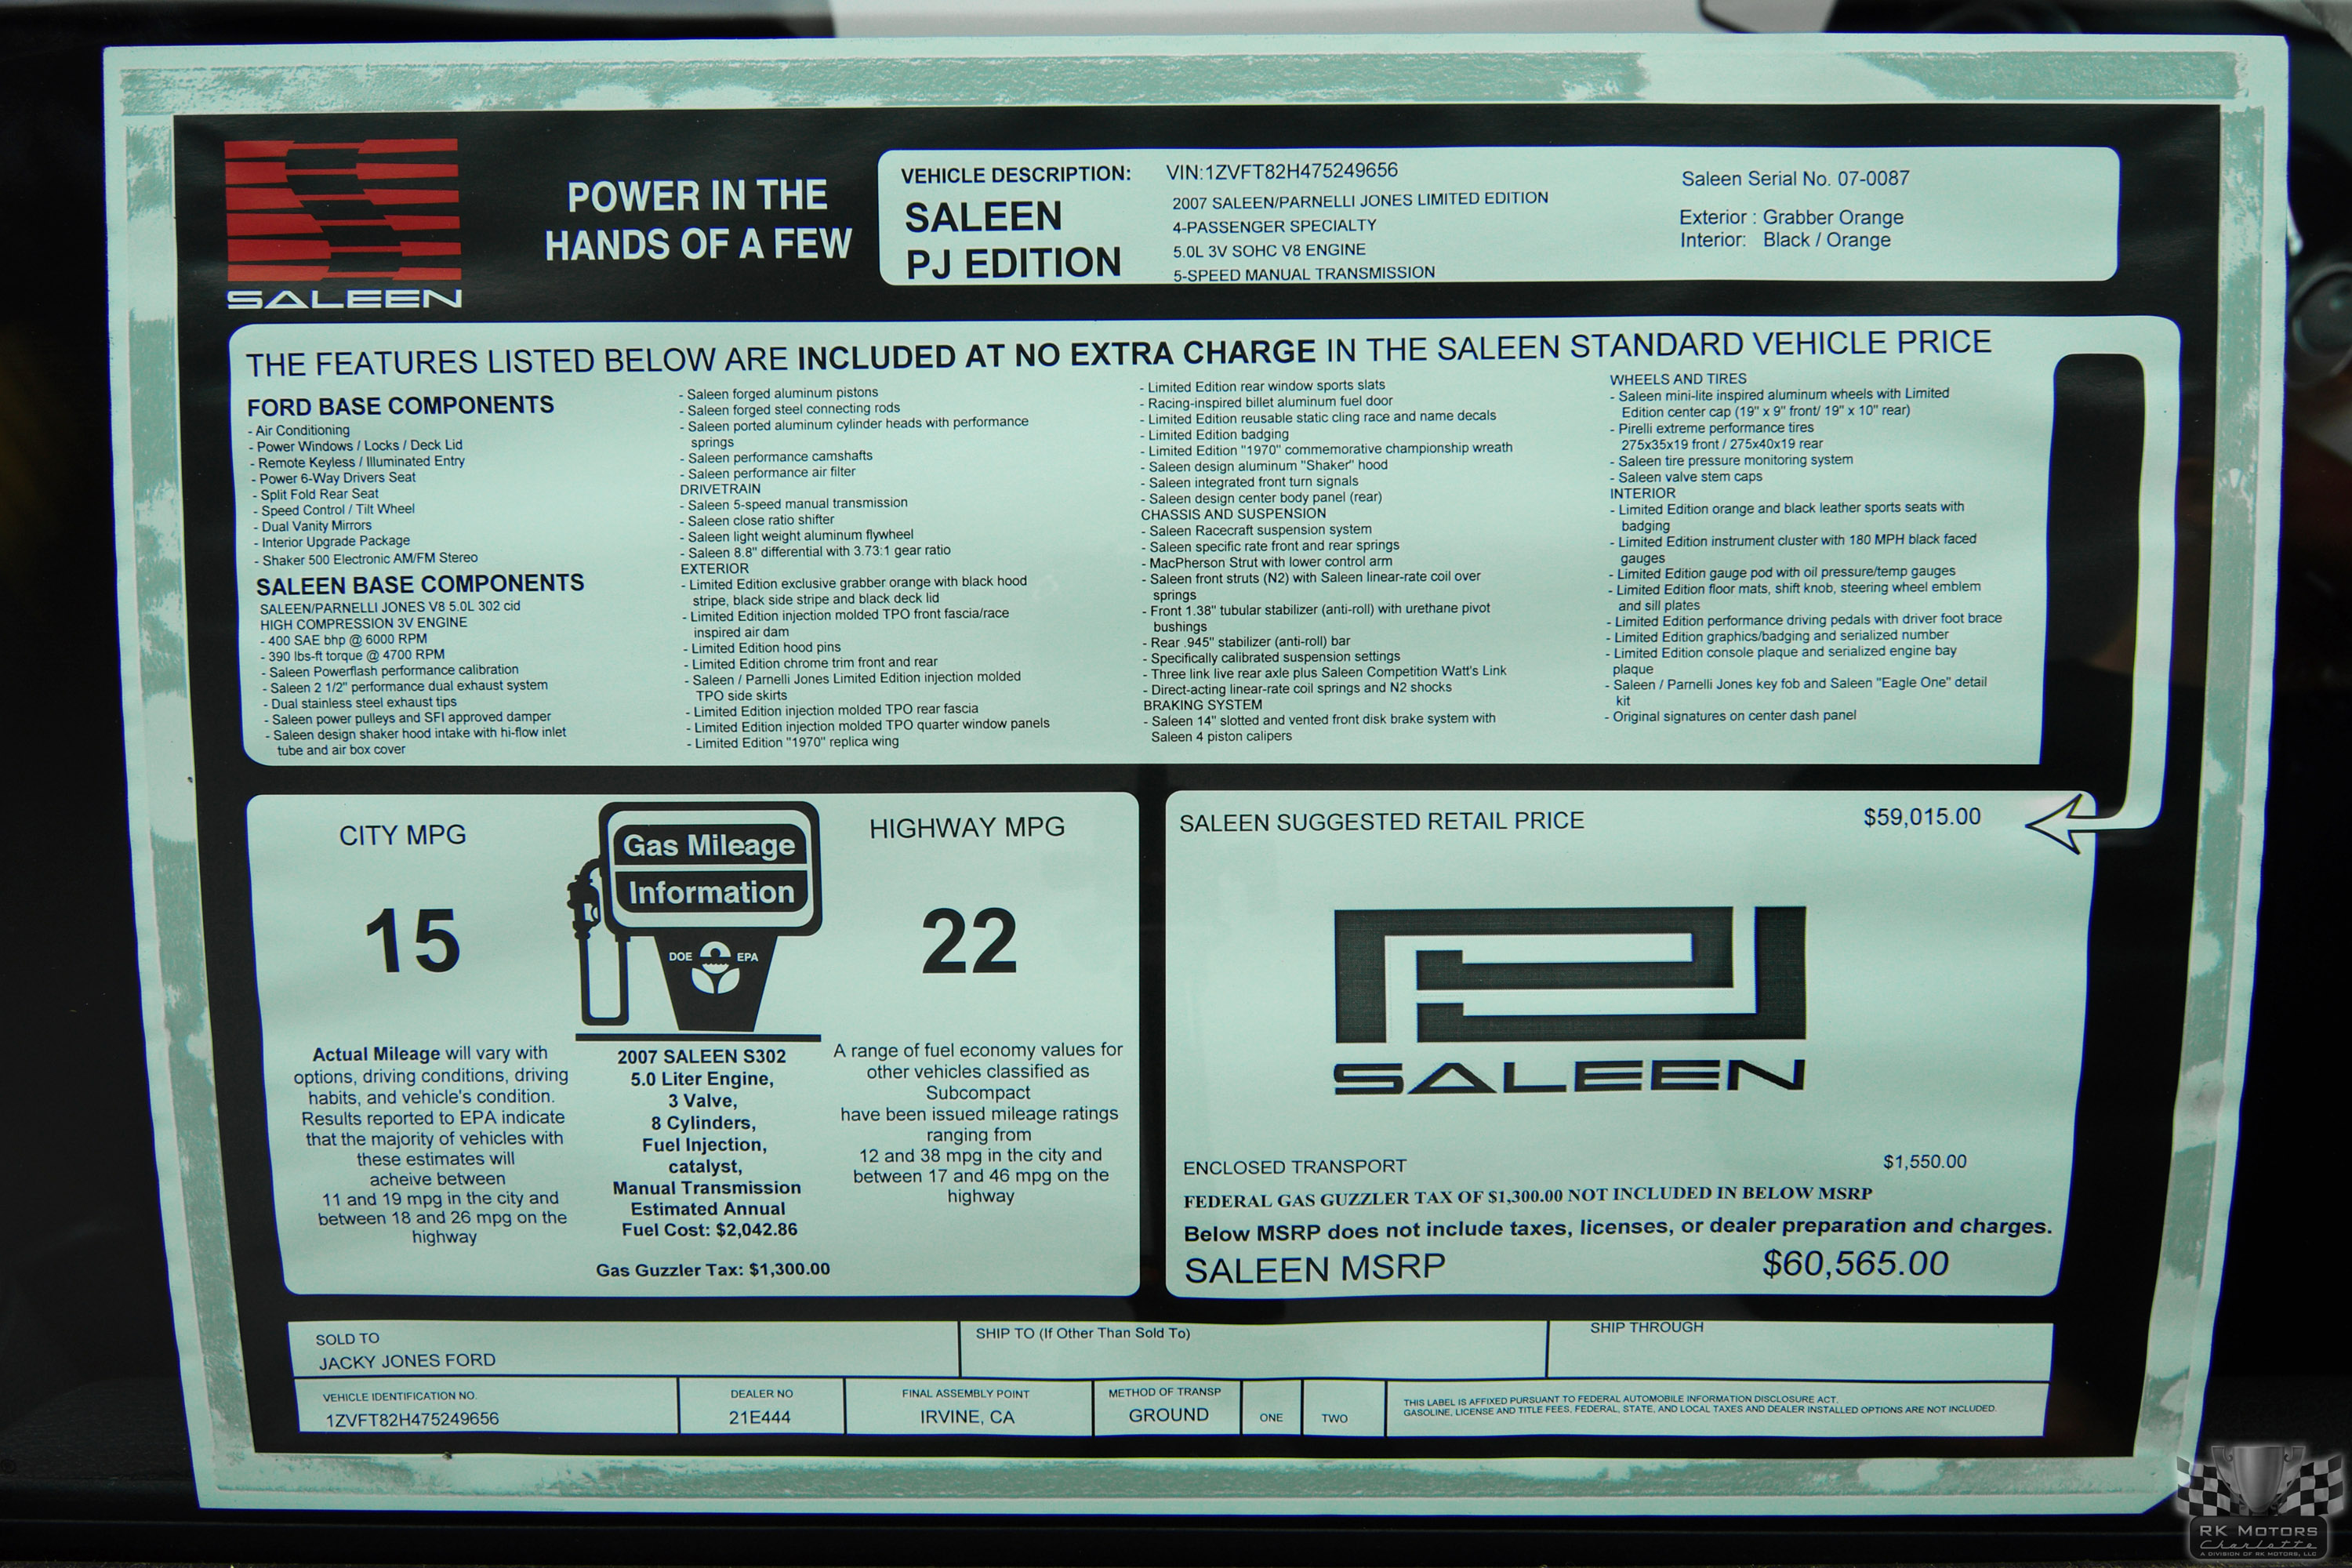 SALEEN
POWER IN THE
HANDS OF A FEW
VEHICLE DESCRIPTION:
SALEEN
PJ EDITION
VIN:1ZVFT82H475249656
2007 SALEEN/PARNELLI JONES LIMITED EDITION
4-PASSENGER SPECIALTY
5.0L 3V SOHC V8 ENGINE
5-SPEED MANUAL TRANSMISSION
Saleen Serial No. 07-0087
Exterior : Grabber Orange
Interior: Black / Orange
THE FEATURES LISTED BELOW ARE INCLUDED AT NO EXTRA CHARGE IN THE SALEEN STANDARD VEHICLE PRICE
FORD BASE COMPONENTS
- Air Conditioning
- Power Windows / Locks / Deck Lid
- Remote Keyless / Illuminated Entry
- Power 6-Way Drivers Seat
- Split Fold Rear Seat
- Speed Control / Tilt Wheel
- Dual Vanity Mirrors
- Interior Upgrade Package
- Shaker 500 Electronic AM/FM Stereo
SALEEN BASE COMPONENTS
SALEEN/PARNELLI JONES V8 5.0L 302 cid
HIGH COMPRESSION 3V ENGINE
- 400 SAE bhp @ 6000 RPM
- 390 lbs-ft torque @ 4700 RPM
- Saleen Powerflash performance calibration
- Saleen 2 1/2" performance dual exhaust system
- Dual stainless steel exhaust tips
- Saleen power pulleys and SFI approved damper
- Saleen design shaker hood intake with hi-flow inlet
tube and air box cover
- Saleen forged aluminum pistons
- Saleen forged steel connecting rods
- Saleen ported aluminum cylinder heads with performance
springs
- Saleen performance camshafts
- Saleen performance air filter
DRIVETRAIN
- Saleen 5-speed manual transmission
- Saleen close ratio shifter
- Saleen light weight aluminum flywheel
- Saleen 8.8" differential with 3.73:1 gear ratio
EXTERIOR
- Limited Edition exclusive grabber orange with black hood
stripe, black side stripe and black deck lid
- Limited Edition injection molded TPO front fascia/race
inspired air dam
- Limited Edition hood pins
- Limited Edition chrome trim front and rear
- Saleen / Parnelli Jones Limited Edition injection molded
TPO side skirts
- Limited Edition injection molded TPO rear fascia
- Limited Edition injection molded TPO quarter window panels
- Limited Edition "1970" replica wing
- Limited Edition rear window sports slats
- Racing-inspired billet aluminum fuel door
- Limited Edition reusable static cling race and name decals
- Limited Edition badging
- Limited Edition "1970" commemorative championship wreath
- Saleen design aluminum "Shaker" hood
- Saleen integrated front turn signals
- Saleen design center body panel (rear)
CHASSIS AND SUSPENSION
- Saleen Racecraft suspension system
- Saleen specific rate front and rear springs
- MacPherson Strut with lower control arm
- Saleen front struts (N2) with Saleen linear-rate coil over
springs
- Front 1.38" tubular stabilizer (anti-roll) with urethane pivot
bushings
- Rear .945" stabilizer (anti-roll) bar
- Specifically calibrated suspension settings
- Three link live rear axle plus Saleen Competition Watt's Link
- Direct-acting linear-rate coil springs and N2 shocks
BRAKING SYSTEM
- Saleen 14" slotted and vented front disk brake system with
Saleen 4 piston calipers
WHEELS AND TIRES
- Saleen mini-lite inspired aluminum wheels with Limited
Edition center cap (19" x 9" front/ 19" x 10" rear)
- Pirelli extreme performance tires
275x35x19 front / 275x40x19 rear
- Saleen tire pressure monitoring system
- Saleen valve stem caps
INTERIOR
- Limited Edition orange and black leather sports seats with
badging
- Limited Edition instrument cluster with 180 MPH black faced
gauges
- Limited Edition gauge pod with oil pressure/temp gauges
- Limited Edition floor mats, shift knob, steering wheel emblem
and sill plates
- Limited Edition performance driving pedals with driver foot brace
- Limited Edition graphics/badging and serialized number
- Limited Edition console plaque and serialized engine bay
plaque
- Saleen / Parnelli Jones key fob and Saleen "Eagle One" detail
kit
- Original signatures on center dash panel
CITY MPG
15
Actual Mileage will vary with
options, driving conditions, driving
habits, and vehicle's condition.
Results reported to EPA indicate
that the majority of vehicles with
these estimates will
acheive between
11 and 19 mpg in the city and
between 18 and 26 mpg on the
highway
Gas Mileage
Information
DOE EPA
2007 SALEEN S302
5.0 Liter Engine,
3 Valve,
8 Cylinders,
Fuel Injection,
catalyst,
Manual Transmission
Estimated Annual
Fuel Cost: $2,042.86
Gas Guzzler Tax: $1,300.00
HIGHWAY MPG
22
A range of fuel economy values for
other vehicles classified as
Subcompact
have been issued mileage ratings
ranging from
12 and 38 mpg in the city and
between 17 and 46 mpg on the
highway
SALEEN SUGGESTED RETAIL PRICE $59,015.00
PJ
SALEEN
ENCLOSED TRANSPORT $1,550.00
FEDERAL GAS GUZZLER TAX OF $1,300.00 NOT INCLUDED IN BELOW MSRP
Below MSRP does not include taxes, licenses, or dealer preparation and charges.
SALEEN MSRP $60,565.00
SOLD TO
JACKY JONES FORD
SHIP TO (If Other Than Sold To)
SHIP THROUGH
VEHICLE IDENTIFICATION NO.
1ZVFT82H475249656
DEALER NO
21E444
FINAL ASSEMBLY POINT
IRVINE, CA
METHOD OF TRANSP
GROUND
ONE
TWO
THIS LABEL IS AFFIXED PURSUANT TO FEDERAL AUTOMOBILE INFORMATION DISCLOSURE ACT.
GASOLINE, LICENSE AND TITLE FEES, FEDERAL, STATE, AND LOCAL TAXES AND DEALER INSTALLED OPTIONS ARE NOT INCLUDED.
RK MOTORS
Charlotte
A DIVISION OF RK MOTORS, LLC